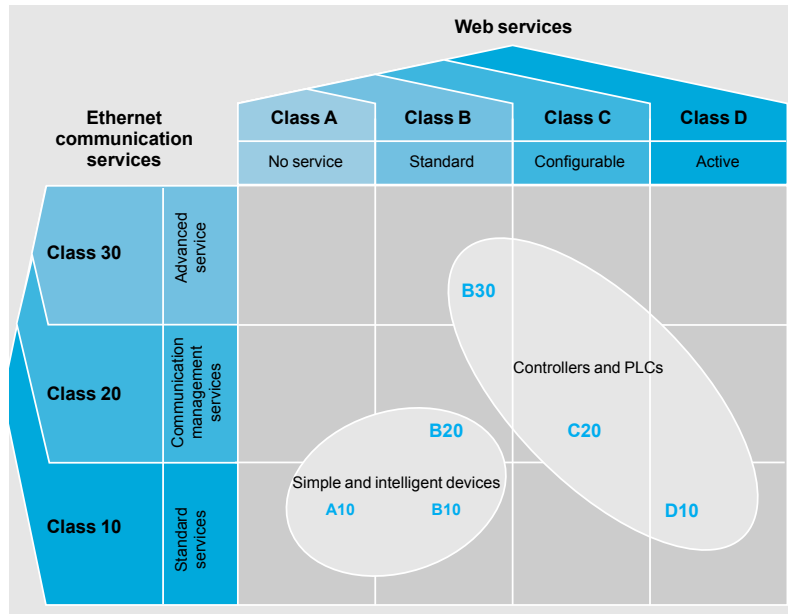 Web services
Ethernet
communication
services
Class A
Class B
Class C
Class D
No service
Standard
Configurable
Active
Class 30
Advanced
service
B30
Controllers and PLCs
Class 20
Communication
management
services
B20
C20
Simple and intelligent devices
Class 10
Standard
services
A10
B10
D10